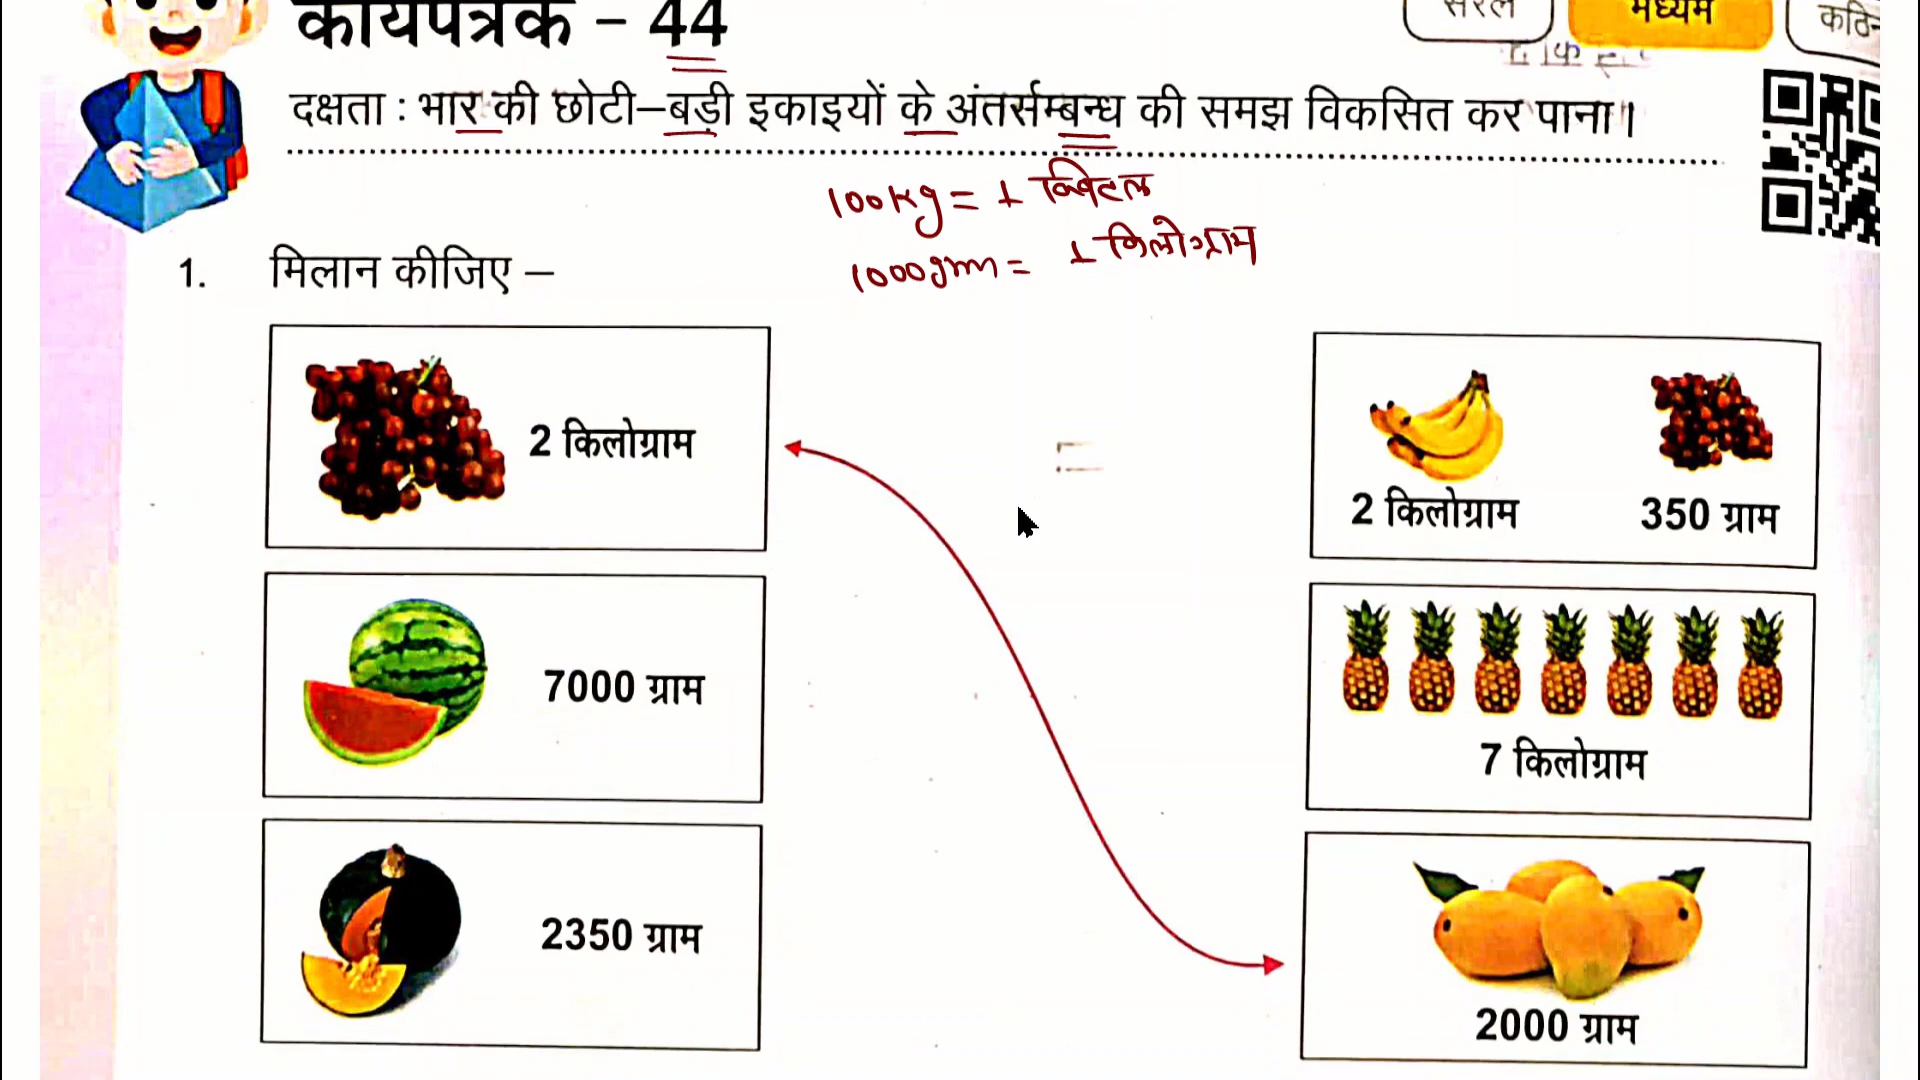 कार्यपत्रक – 44
सरल
मध्यम
दक्षता : भार की छोटी–बड़ी इकाइयों के अंतर्सम्बन्ध की समझ विकसित कर पाना।
100Kg = 1 क्विंटल
1000gm = 1 किलोग्राम
1. मिलान कीजिए –
2 किलोग्राम
2 किलोग्राम 350 ग्राम
7000 ग्राम
7 किलोग्राम
2350 ग्राम
2000 ग्राम